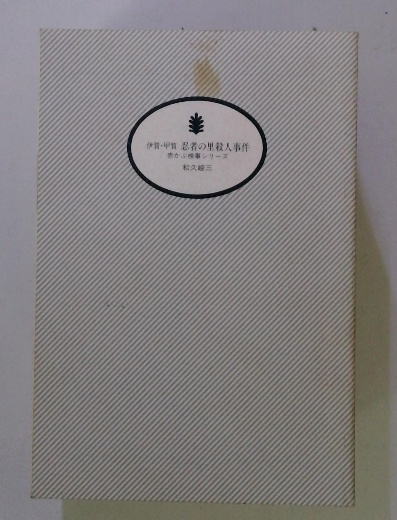 伊賀・甲賀 忍者の里殺人事件
赤かぶ検事シリーズ
和久峻三